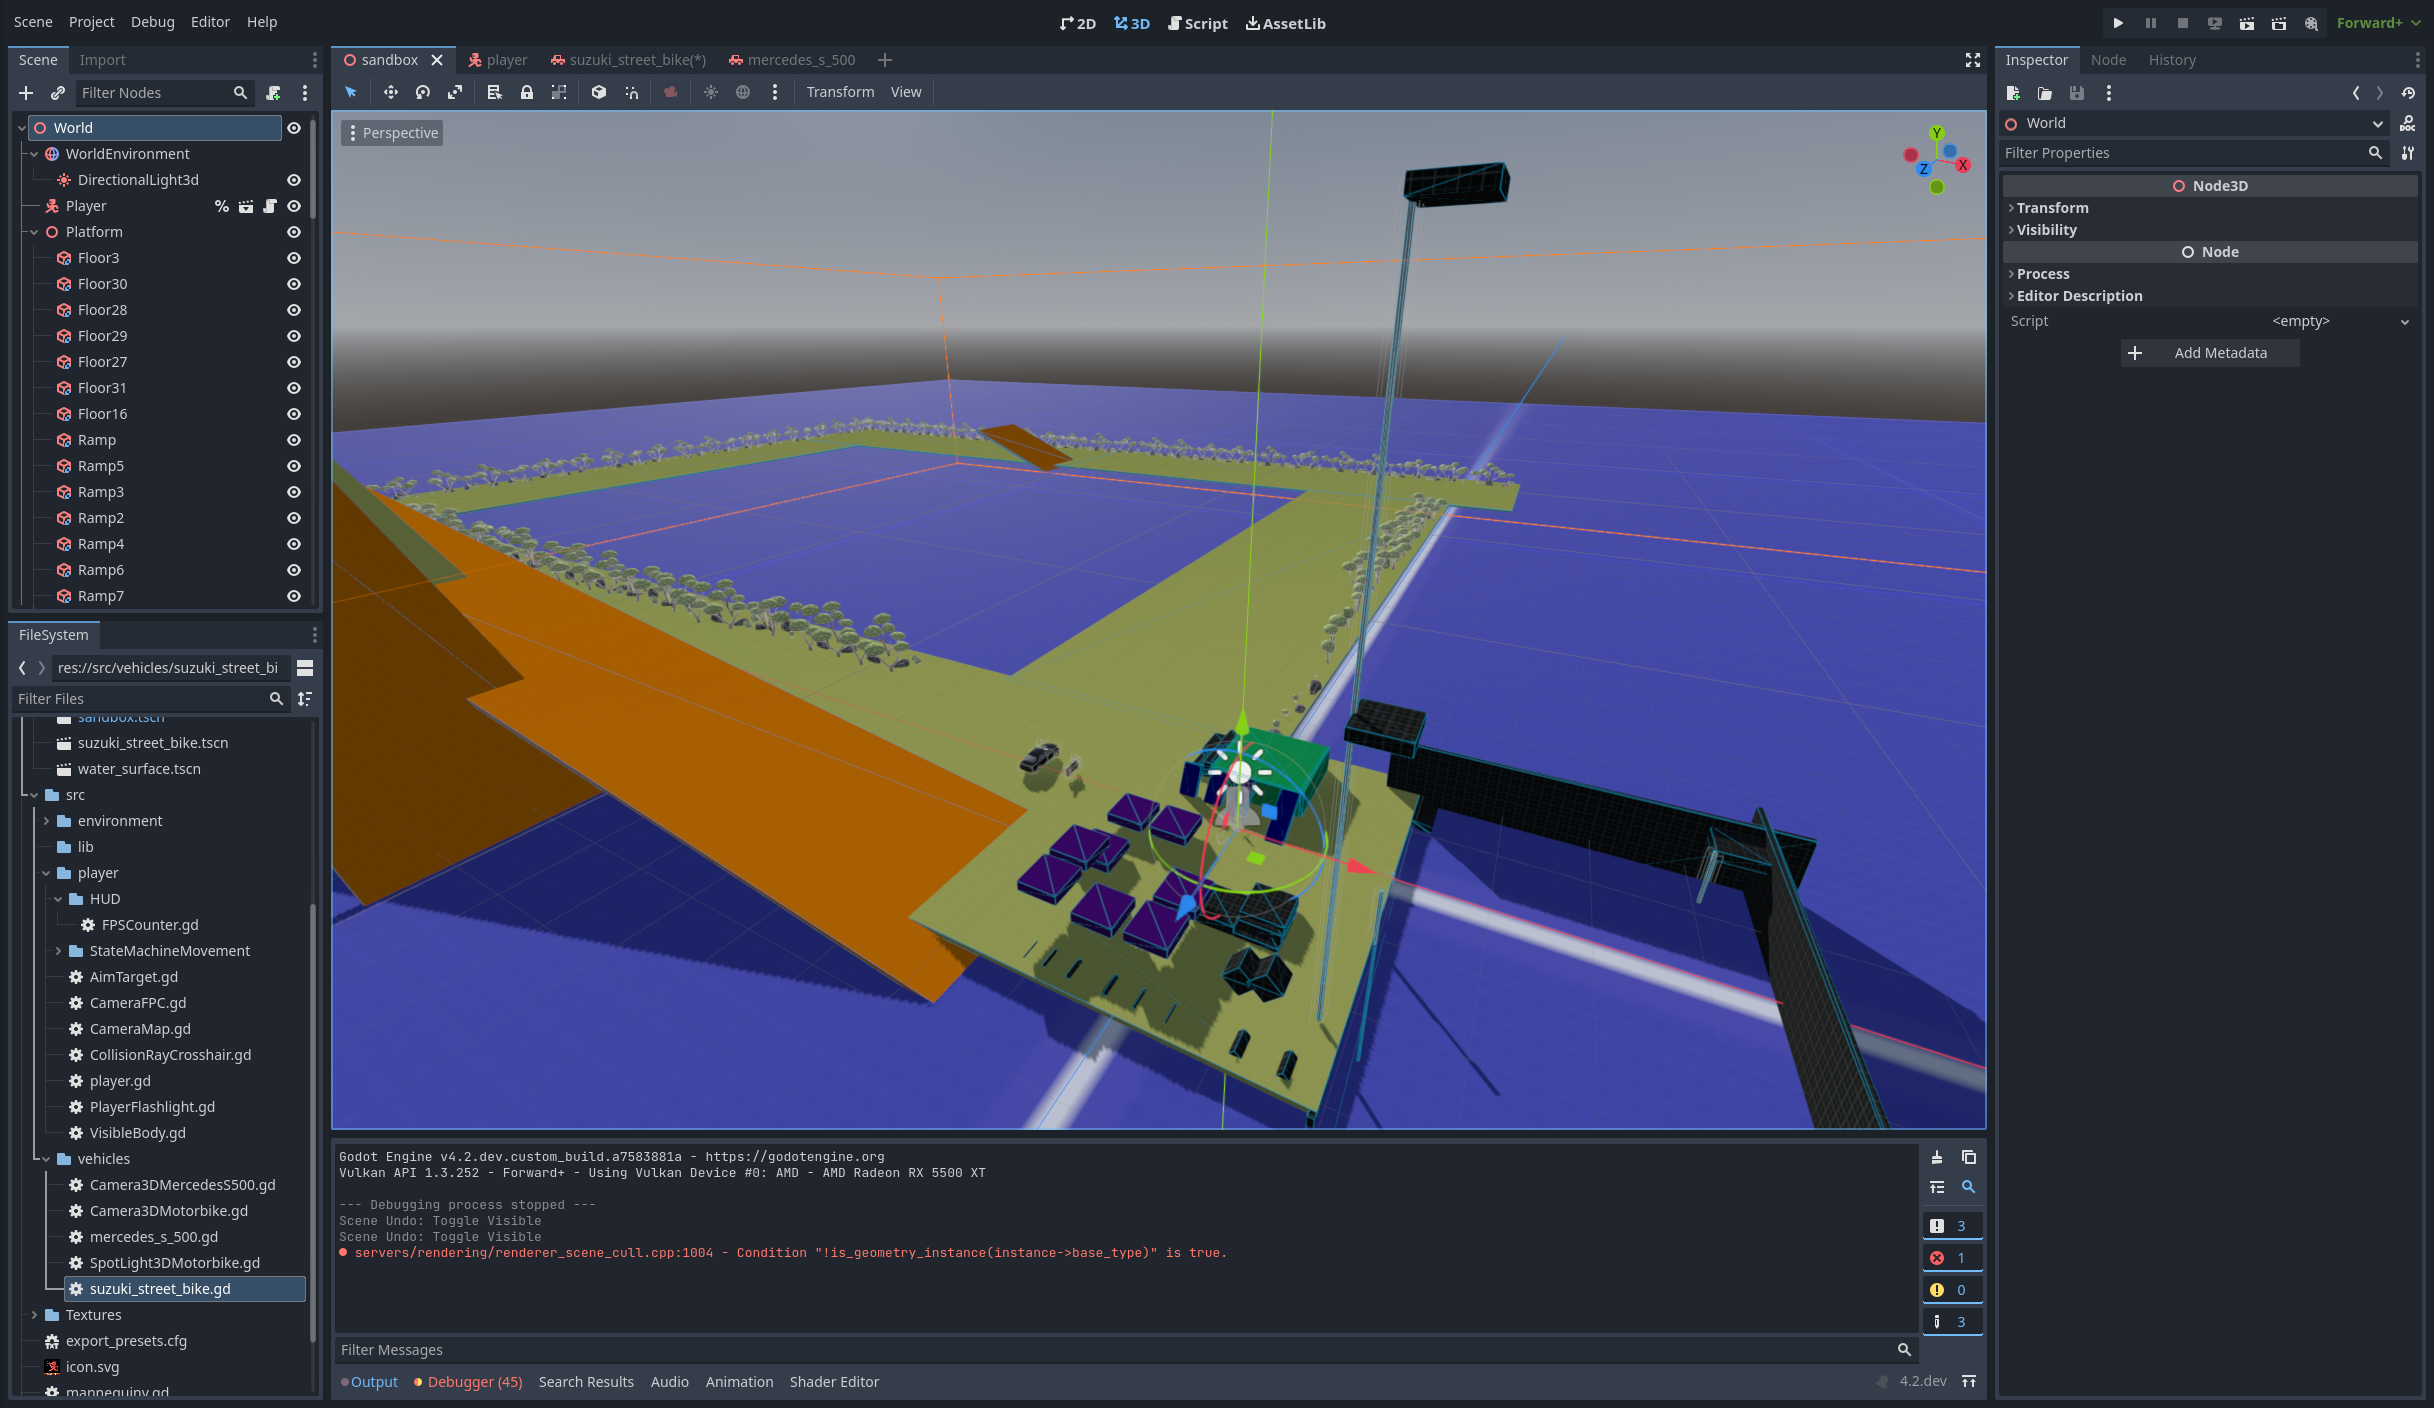 Scene Project Debug Editor Help
2D 3D Script AssetLib
Forward+
Scene Import
Filter Nodes
World
WorldEnvironment
DirectionalLight3d
Player
Platform
Floor3
Floor30
Floor28
Floor29
Floor27
Floor31
Floor16
Ramp
Ramp5
Ramp3
Ramp2
Ramp4
Ramp6
Ramp7
FileSystem
res://src/vehicles/suzuki_street_bi
Filter Files
sandbox.tscn
suzuki_street_bike.tscn
water_surface.tscn
src
environment
lib
player
HUD
FPSCounter.gd
StateMachineMovement
AimTarget.gd
CameraFPC.gd
CameraMap.gd
CollisionRayCrosshair.gd
player.gd
PlayerFlashlight.gd
VisibleBody.gd
vehicles
Camera3DMercedesS500.gd
Camera3DMotorbike.gd
mercedes_s_500.gd
SpotLight3DMotorbike.gd
suzuki_street_bike.gd
Textures
export_presets.cfg
icon.svg
mannequiny.gd
sandbox player suzuki_street_bike(*) mercedes_s_500
Transform View
Perspective
Y
Z X
Godot Engine v4.2.dev.custom_build.a7583881a - https://godotengine.org
Vulkan API 1.3.252 - Forward+ - Using Vulkan Device #0: AMD - AMD Radeon RX 5500 XT
--- Debugging process stopped ---
Scene Undo: Toggle Visible
Scene Undo: Toggle Visible
servers/rendering/renderer_scene_cull.cpp:1004 - Condition "!is_geometry_instance(instance->base_type)" is true.
3
1
0
3
Filter Messages
Output Debugger (45) Search Results Audio Animation Shader Editor
4.2.dev
Inspector Node History
World
DOC
Filter Properties
Node3D
Transform
Visibility
Node
Process
Editor Description
Script <empty>
Add Metadata